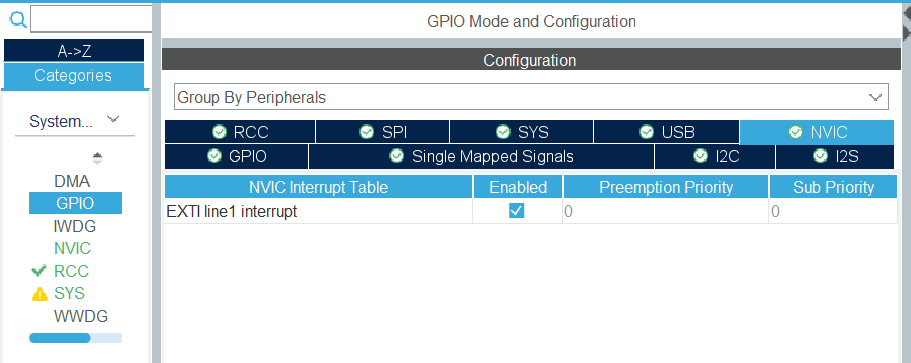 GPIO Mode and Configuration
A->Z
Categories
System...
DMA
GPIO
IWDG
NVIC
RCC
SYS
WWDG
Configuration
Group By Peripherals
RCC SPI SYS USB NVIC
GPIO Single Mapped Signals I2C I2S
NVIC Interrupt Table Enabled Preemption Priority Sub Priority
EXTI line1 interrupt 0 0